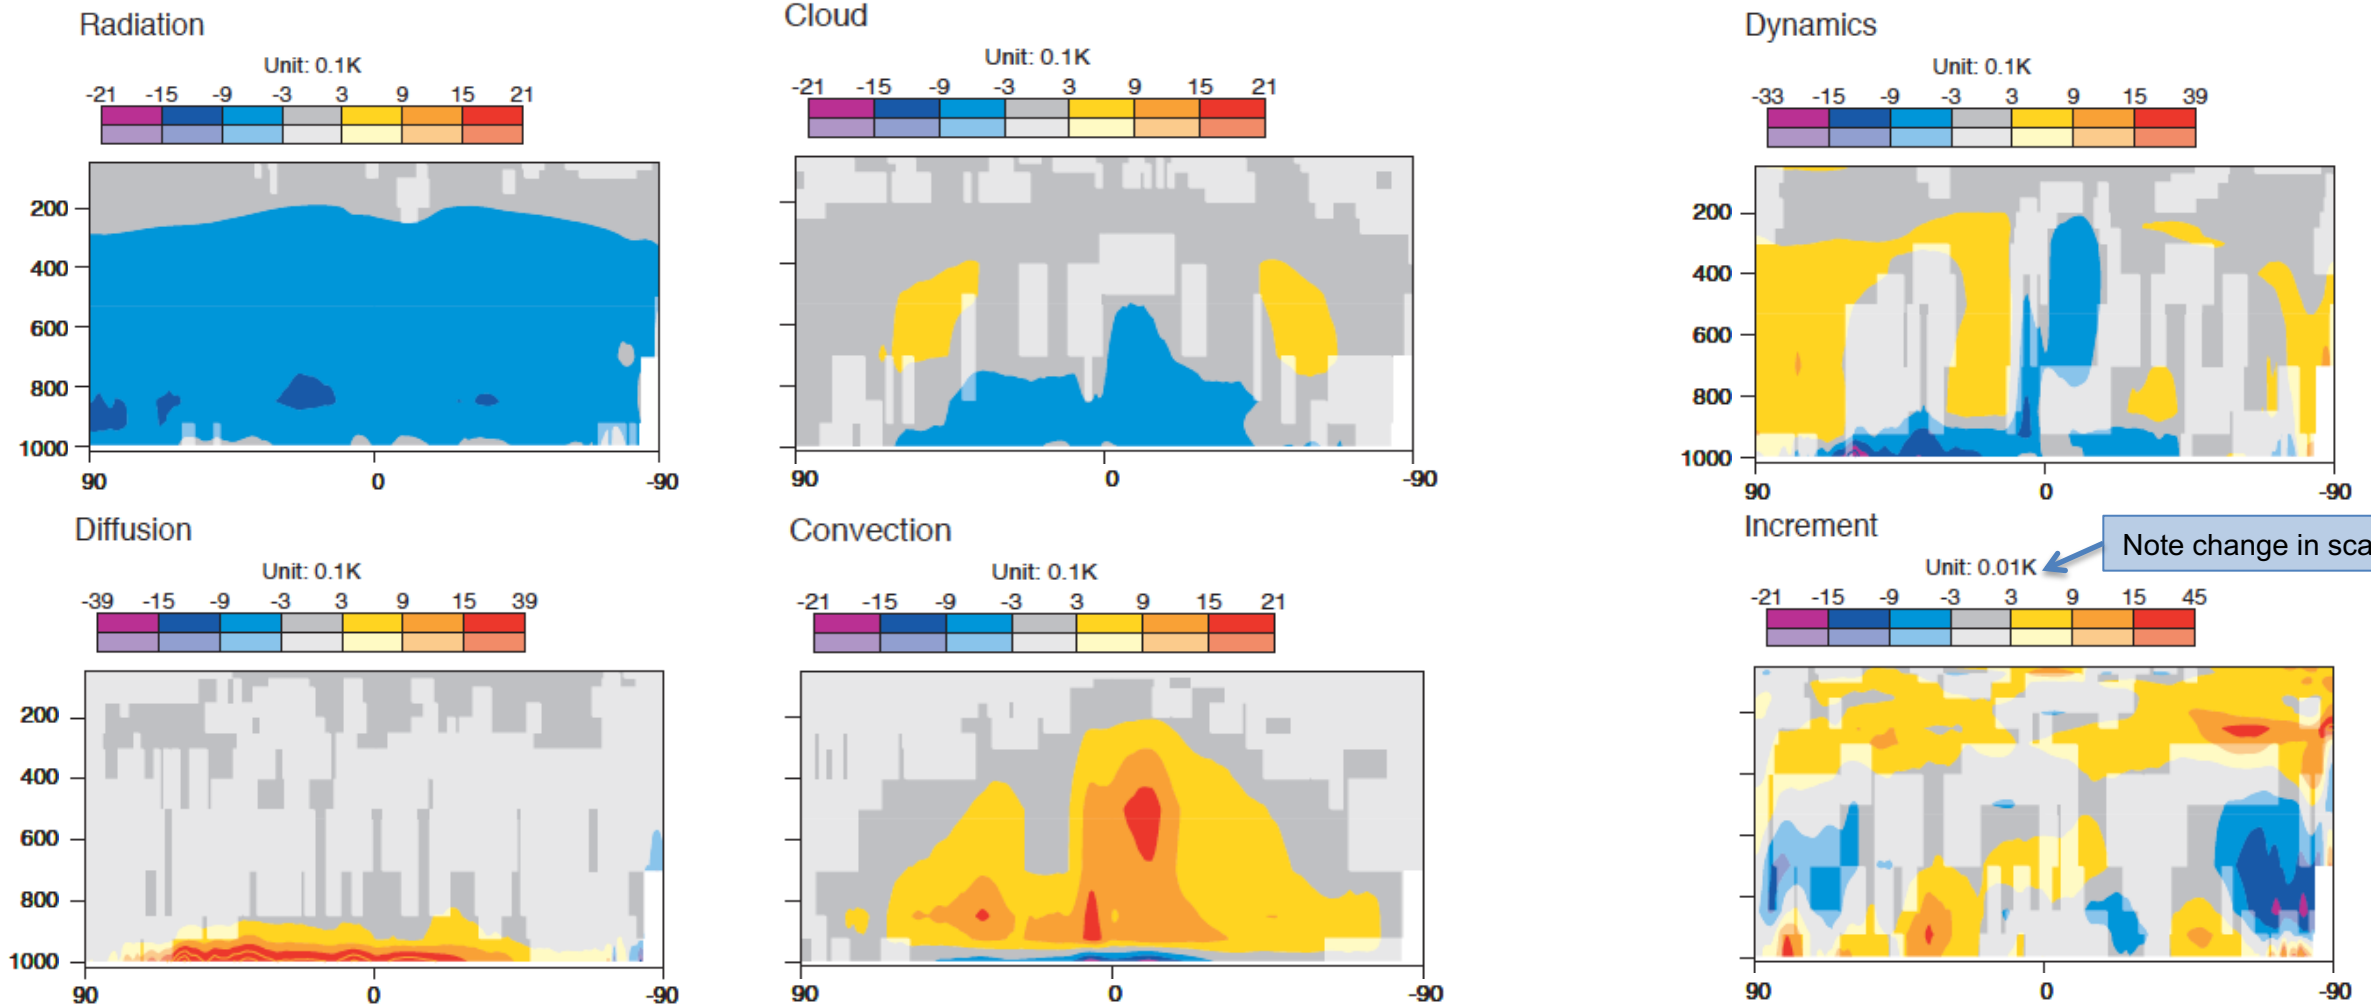 Radiation
Unit: 0.1K
-21 -15 -9 -3 3 9 15 21
200
400
600
800
1000
90 0 -90
Cloud
Unit: 0.1K
-21 -15 -9 -3 3 9 15 21
90 0 -90
Dynamics
Unit: 0.1K
-33 -15 -9 -3 3 9 15 39
200
400
600
800
1000
90 0 -90
Diffusion
Unit: 0.1K
-39 -15 -9 -3 3 9 15 39
200
400
600
800
1000
90 0 -90
Convection
Unit: 0.1K
-21 -15 -9 -3 3 9 15 21
90 0 -90
Increment
Note change in sca
Unit: 0.01K
-21 -15 -9 -3 3 9 15 45
90 0 -90